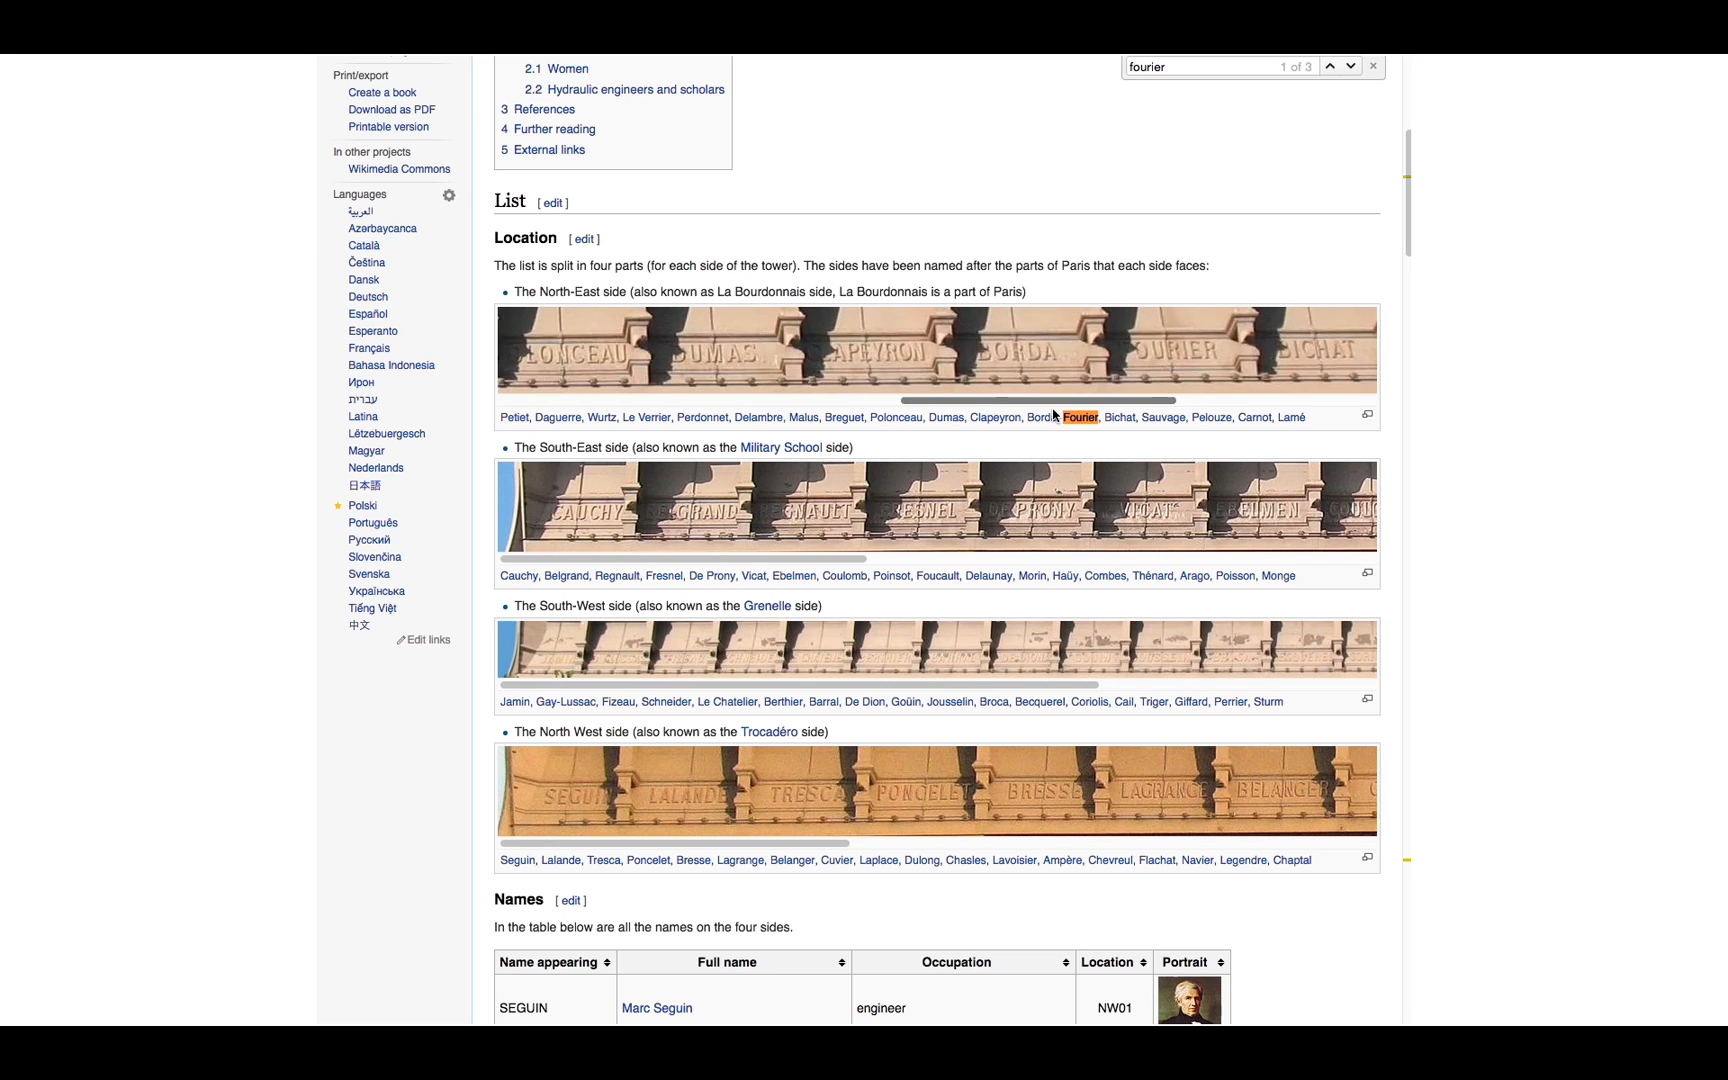 Print/export
Create a book
Download as PDF
Printable version
In other projects
Wikimedia Commons
Languages
العربية
Azərbaycanca
Català
Čeština
Dansk
Deutsch
Español
Esperanto
Français
Bahasa Indonesia
Ирон
עברית
Latina
Lëtzebuergesch
Magyar
Nederlands
日本語
Polski
Português
Русский
Slovenčina
Svenska
Українська
Tiếng Việt
中文
Edit links
fourier 1 of 3
2.1 Women
2.2 Hydraulic engineers and scholars
3 References
4 Further reading
5 External links
List [ edit ]
Location [ edit ]
The list is split in four parts (for each side of the tower). The sides have been named after the parts of Paris that each side faces:
The North-East side (also known as La Bourdonnais side, La Bourdonnais is a part of Paris)
LONCEAU DUMAS. LAPEYRON BORDA. OURIER BICHAT
Petiet, Daguerre, Wurtz, Le Verrier, Perdonnet, Delambre, Malus, Breguet, Polonceau, Dumas, Clapeyron, Borda, Fourier, Bichat, Sauvage, Pelouze, Carnot, Lamé
The South-East side (also known as the Military School side)
CAUCHY BELGRAND REGNAULT FRESNEL DE PRONY VICAT EBELMEN COUL
Cauchy, Belgrand, Regnault, Fresnel, De Prony, Vicat, Ebelmen, Coulomb, Poinsot, Foucault, Delaunay, Morin, Haüy, Combes, Thénard, Arago, Poisson, Monge
The South-West side (also known as the Grenelle side)
Jamin, Gay-Lussac, Fizeau, Schneider, Le Chatelier, Berthier, Barral, De Dion, Goüin, Jousselin, Broca, Becquerel, Coriolis, Cail, Triger, Giffard, Perrier, Sturm
The North West side (also known as the Trocadéro side)
SEGUIN LALANDE TRESCA PONCELET BRESSE LAGRANGE BELANGER C
Seguin, Lalande, Tresca, Poncelet, Bresse, Lagrange, Belanger, Cuvier, Laplace, Dulong, Chasles, Lavoisier, Ampère, Chevreul, Flachat, Navier, Legendre, Chaptal
Names [ edit ]
In the table below are all the names on the four sides.
Name appearing Full name Occupation Location Portrait
SEGUIN Marc Seguin engineer NW01